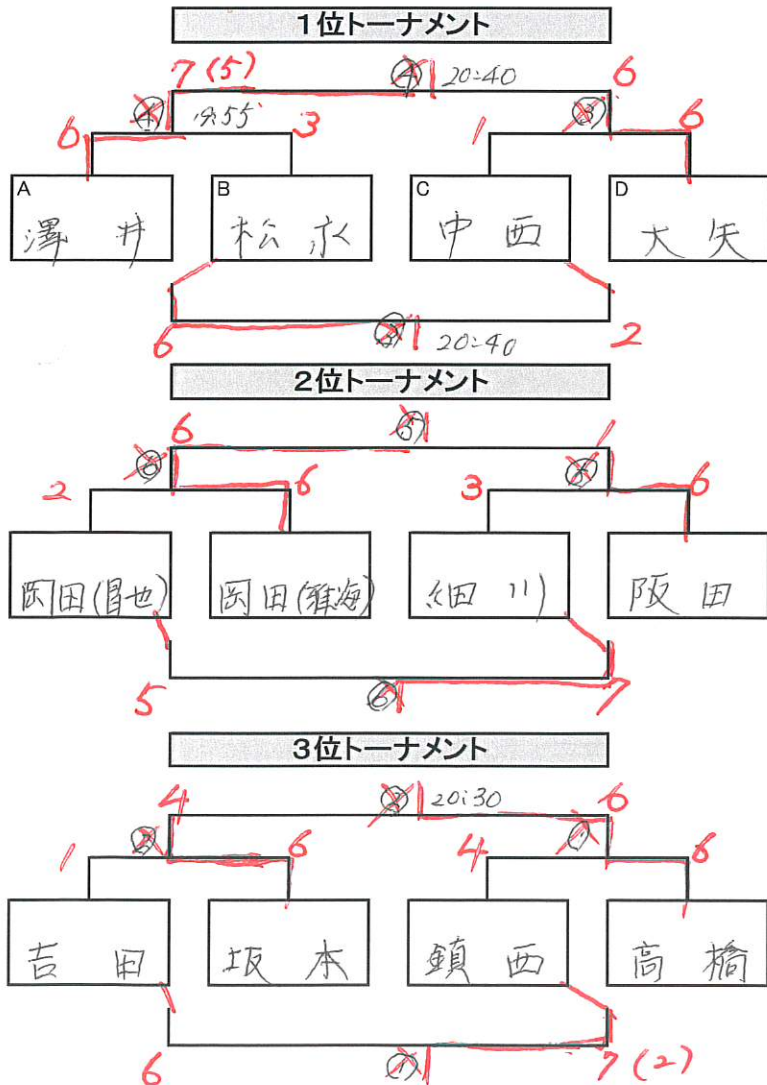 1位トーナメント
7(5) ④ 20:40 6
6 ④ 19:55 3 1 ③ 6
A B C D
澤井 松永 中西 大矢
6 ③ 20:40 2
2位トーナメント
6 ⑤ 1
2 ⑥ 6 3 ⑤ 6
岡田(昌也) 岡田(雅海) 細川 阪田
5 ⑥ 7
3位トーナメント
4 ② 20:30 6
1 ② 6 4 ① 6
吉田 坂本 鎮西 高橋
6 ① 7(2)